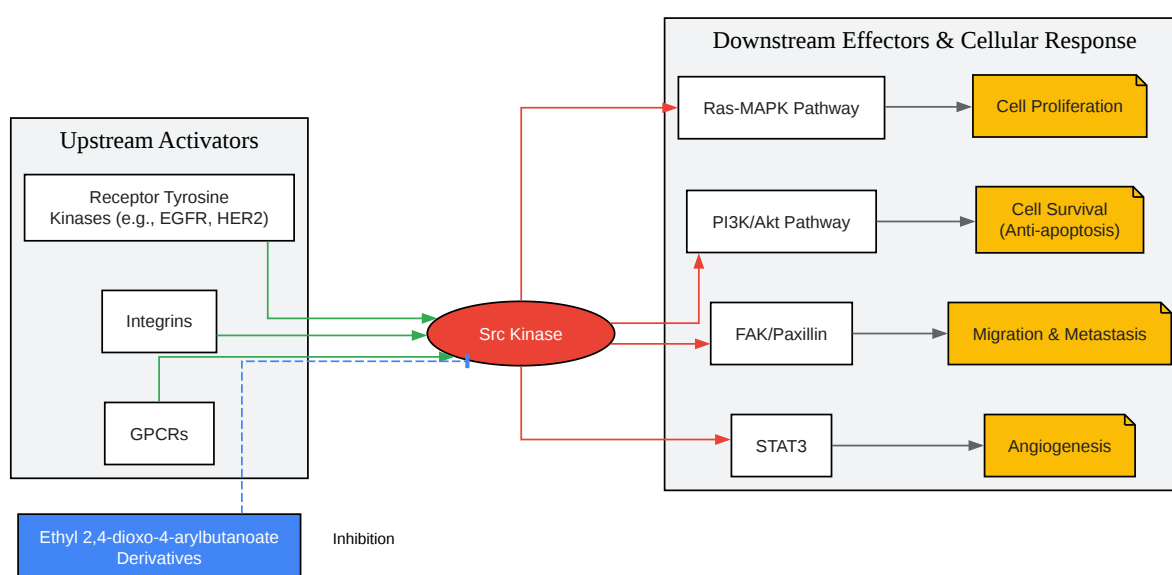 Upstream Activators
Receptor Tyrosine
Kinases (e.g., EGFR, HER2)
Integrins
GPCRs
Ethyl 2,4-dioxo-4-arylbutanoate
Derivatives
Inhibition
Src Kinase
Downstream Effectors & Cellular Response
Ras-MAPK Pathway
Cell Proliferation
PI3K/Akt Pathway
Cell Survival
(Anti-apoptosis)
FAK/Paxillin
Migration & Metastasis
STAT3
Angiogenesis